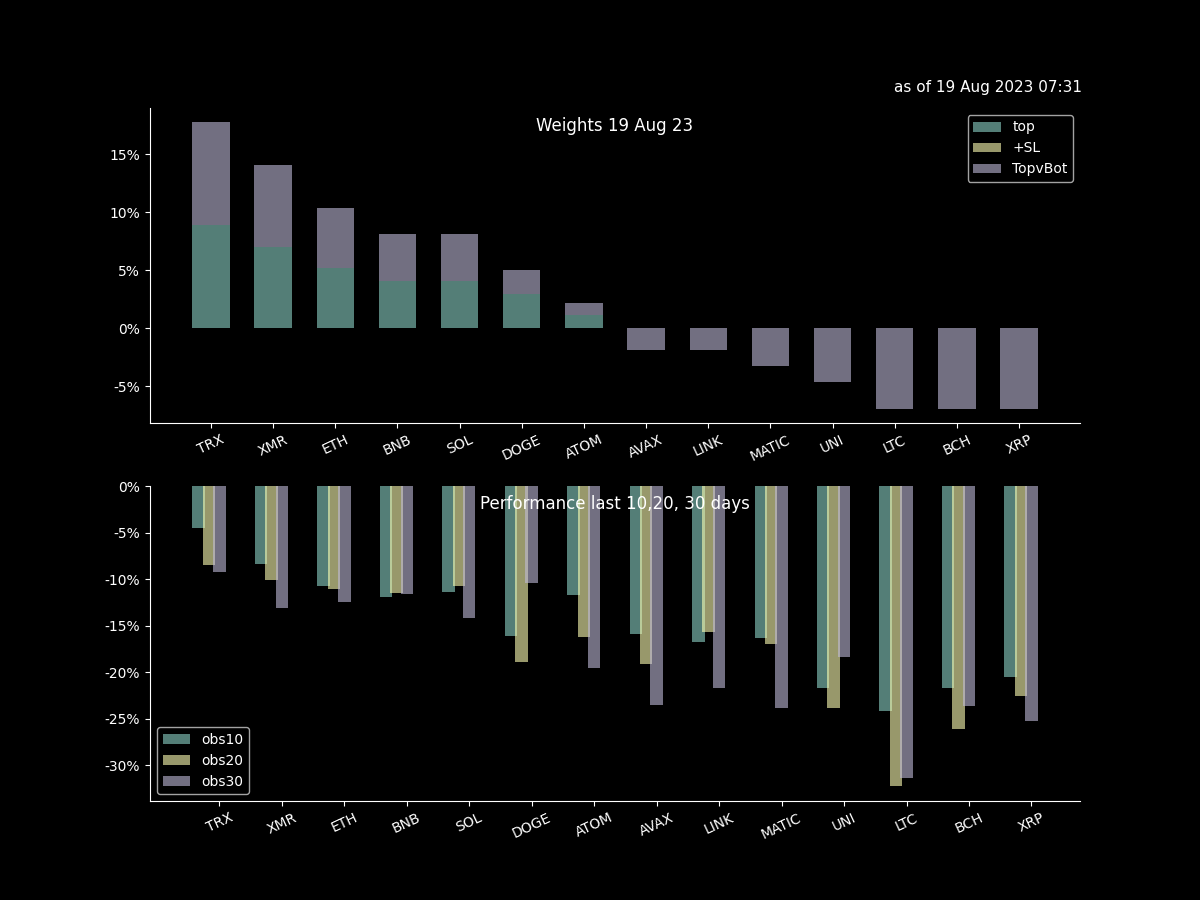 as of 19 Aug 2023 07:31
Weights 19 Aug 23
top
+SL
TopvBot
15%
10%
5%
0%
-5%
TRX XMR ETH BNB SOL DOGE ATOM AVAX LINK MATIC UNI LTC BCH XRP
Performance last 10,20, 30 days
0%
-5%
-10%
-15%
-20%
-25%
-30%
obs10
obs20
obs30
TRX XMR ETH BNB SOL DOGE ATOM AVAX LINK MATIC UNI LTC BCH XRP